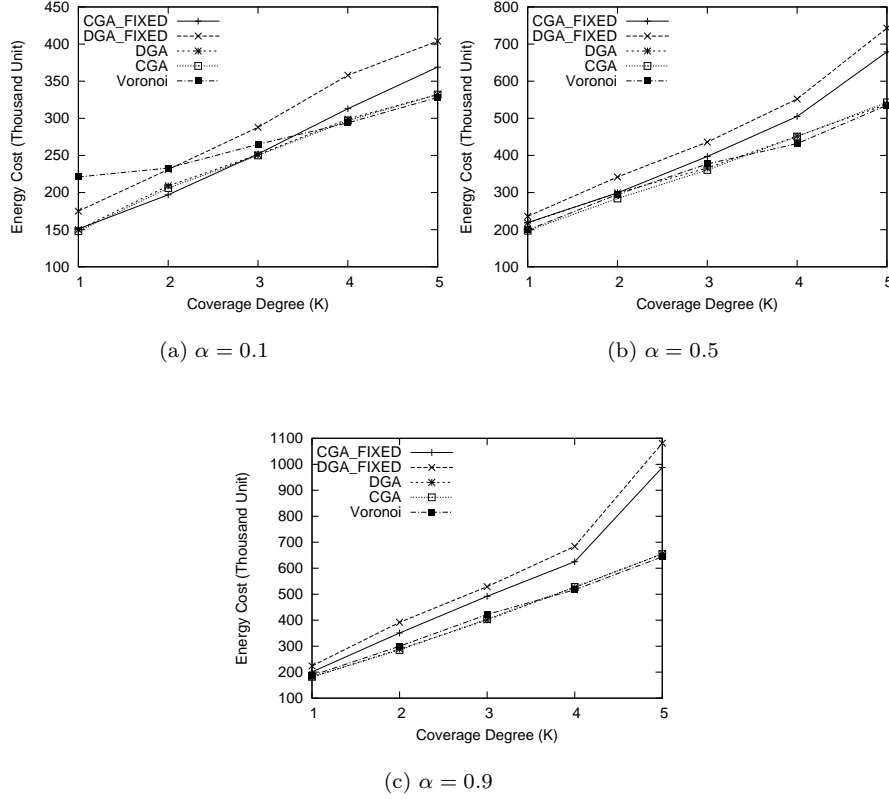 450
400
350
300
250
200
150
100
Energy Cost (Thousand Unit)
CGA_FIXED
DGA_FIXED
DGA
CGA
Voronoi
1 2 3 4 5
Coverage Degree (K)
(a) α = 0.1
800
700
600
500
400
300
200
100
Energy Cost (Thousand Unit)
CGA_FIXED
DGA_FIXED
DGA
CGA
Voronoi
1 2 3 4 5
Coverage Degree (K)
(b) α = 0.5
1100
1000
900
800
700
600
500
400
300
200
100
Energy Cost (Thousand Unit)
CGA_FIXED
DGA_FIXED
DGA
CGA
Voronoi
1 2 3 4 5
Coverage Degree (K)
(c) α = 0.9